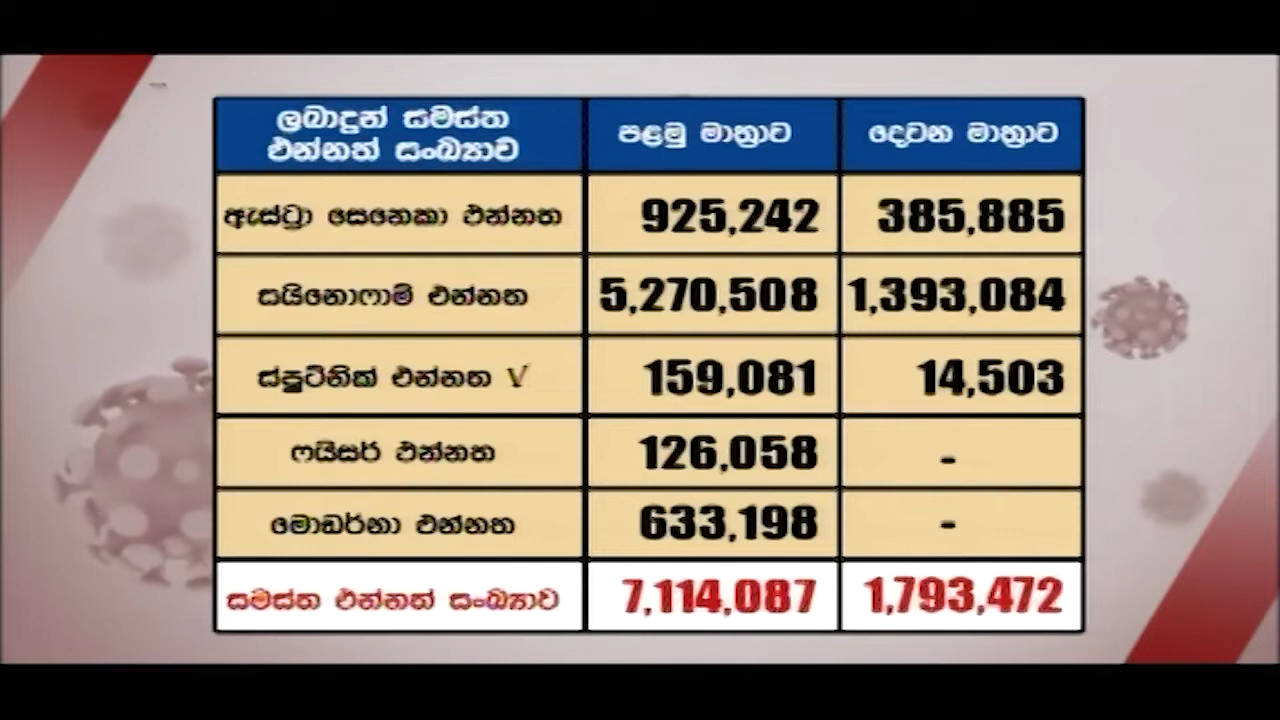 ලබාදුන් සමස්ත
එන්නත් සංඛ්‍යාව
පළමු මාත්‍රාව
දෙවන මාත්‍රාව
ඇස්ට්‍රා සෙනෙකා එන්නත 925,242 385,885
සයිනොෆාම් එන්නත 5,270,508 1,393,084
ස්පුට්නික් එන්නත V 159,081 14,503
ෆයිසර් එන්නත 126,058 -
මොඩර්නා එන්නත 633,198 -
සමස්ත එන්නත් සංඛ්‍යාව 7,114,087 1,793,472